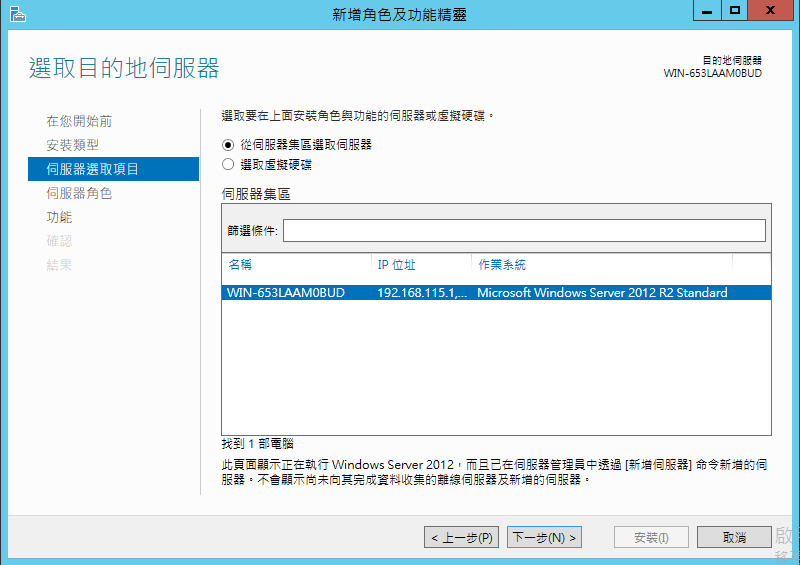 新增角色及功能精靈
選取目的地伺服器
目的地伺服器
WIN-653LAAM0BUD
在您開始前
安裝類型
伺服器選取項目
伺服器角色
功能
確認
結果
選取要在上面安裝角色與功能的伺服器或虛擬硬碟。
從伺服器集區選取伺服器
選取虛擬硬碟
伺服器集區
篩選條件:
名稱 IP 位址 作業系統
WIN-653LAAM0BUD 192.168.115.1,... Microsoft Windows Server 2012 R2 Standard
找到 1 部電腦
此頁面顯示正在執行 Windows Server 2012，而且已在伺服器管理員中透過 [新增伺服器] 命令新增的伺
服器。不會顯示尚未向其完成資料收集的離線伺服器及新增的伺服器。
< 上一步(P) 下一步(N) > 安裝(I) 取消
啟
移至